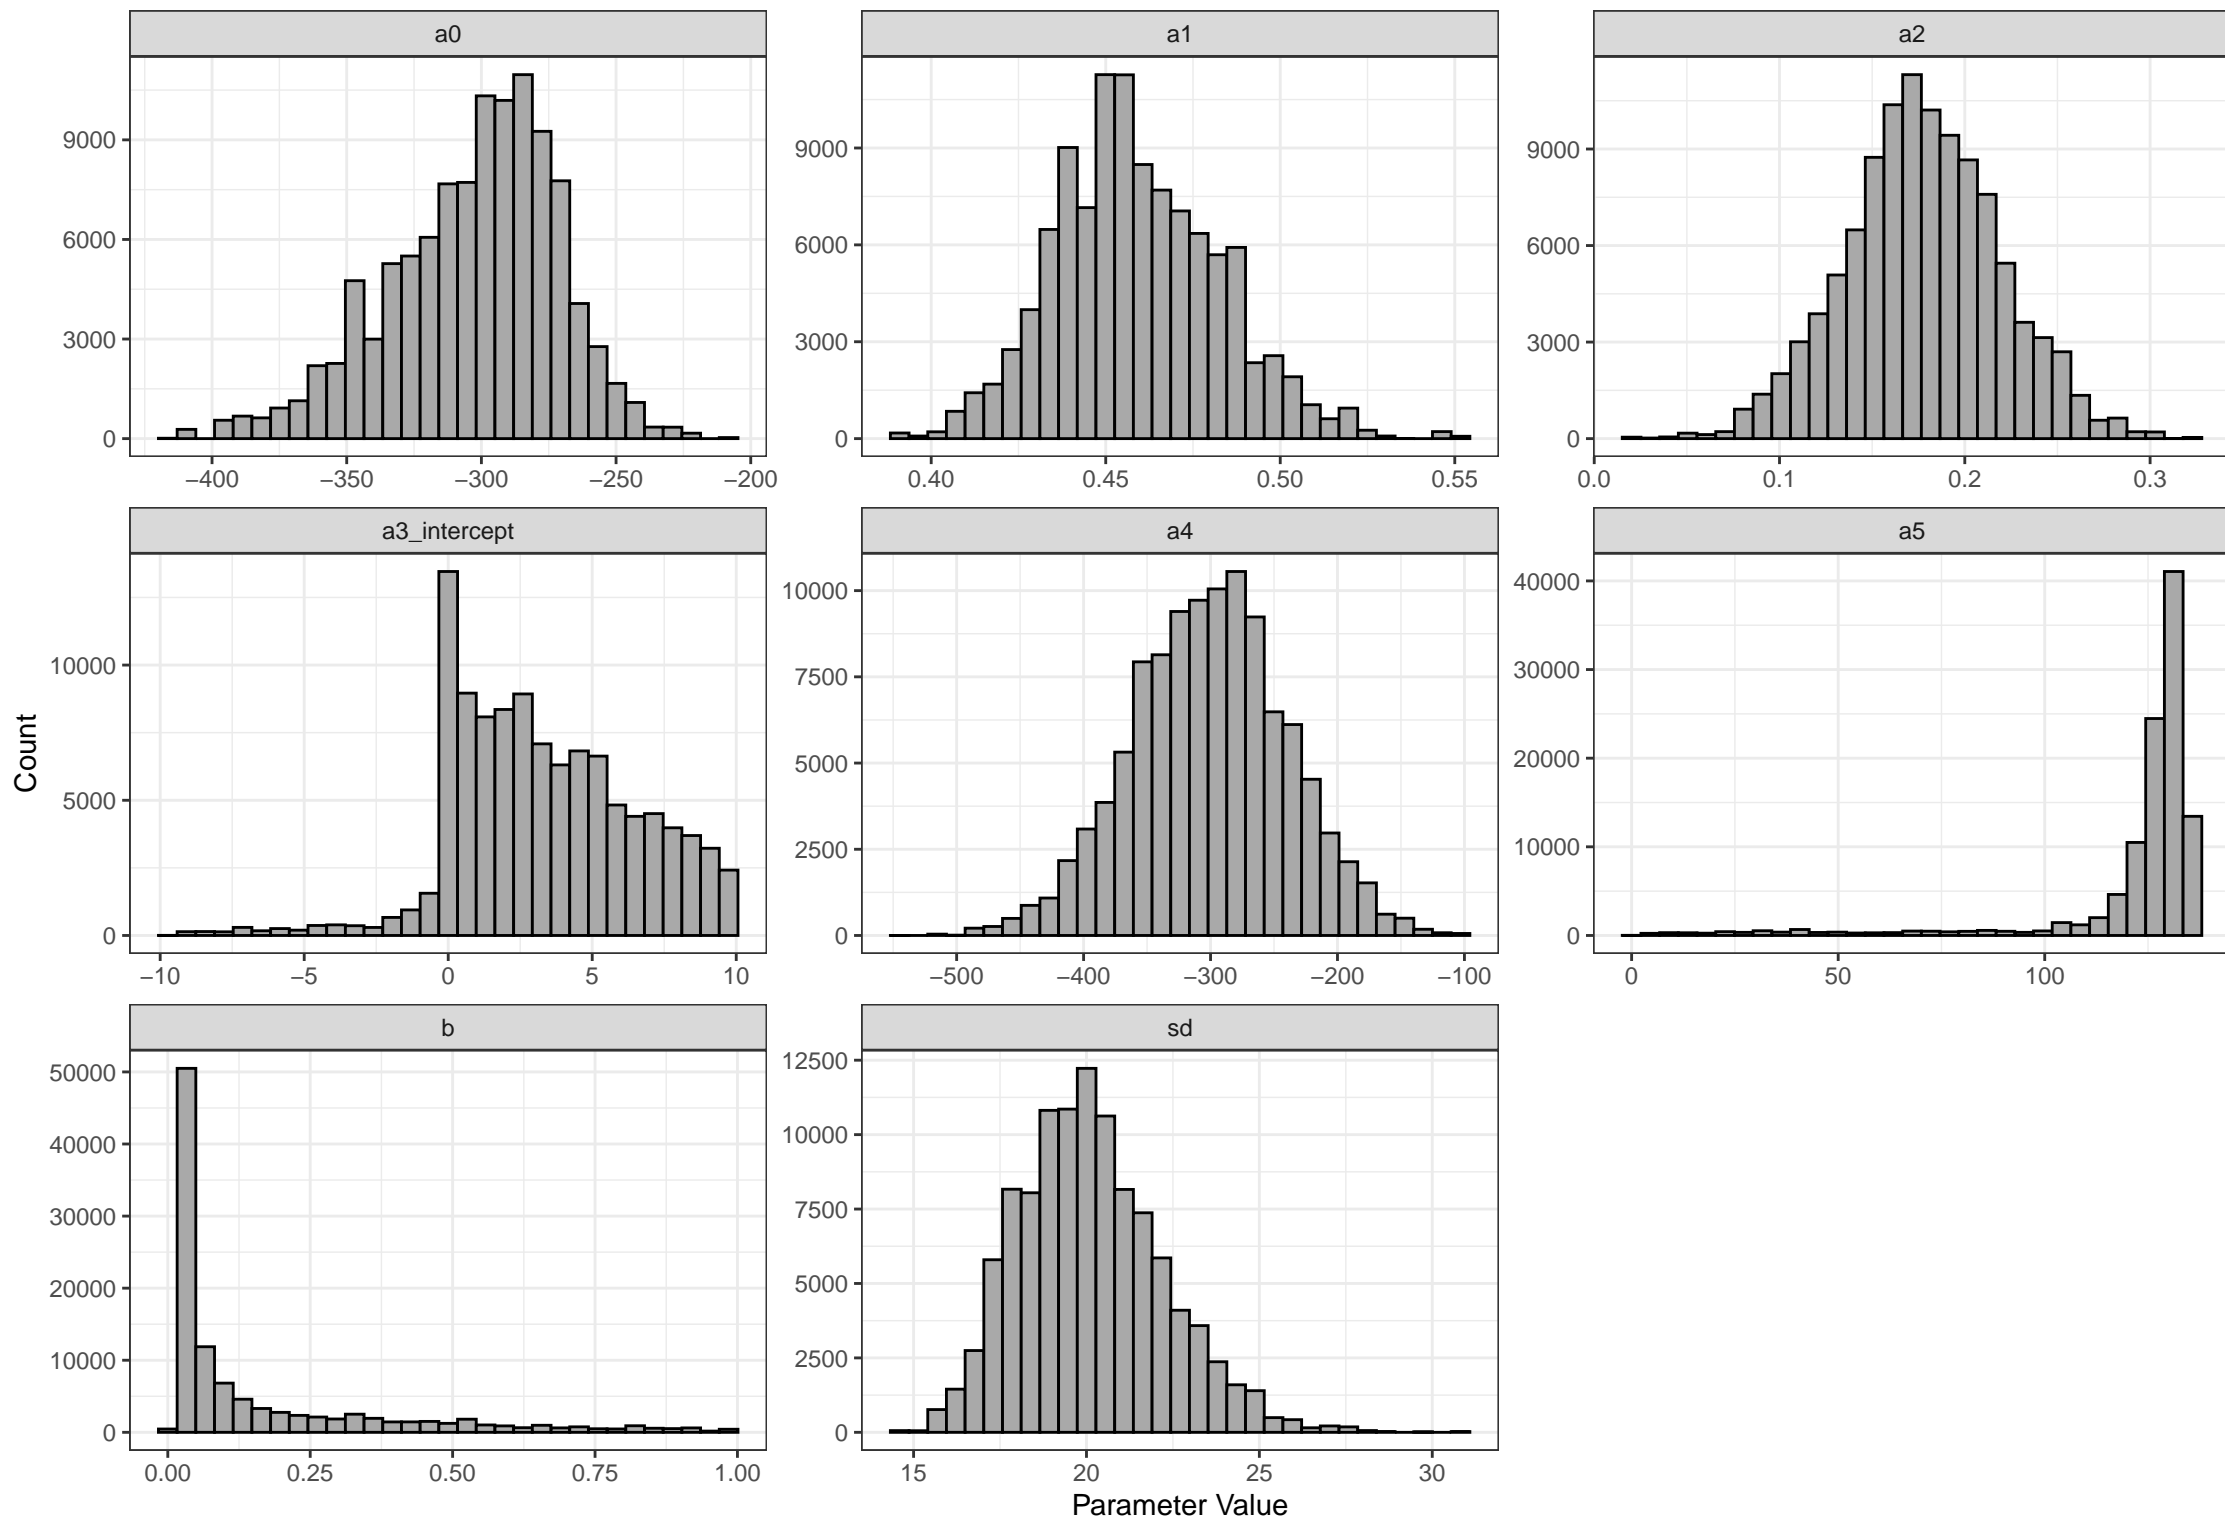 a0
a1
a2
9000
6000
3000
0
9000
6000
3000
0
9000
6000
3000
0
−400 −350 −300 −250 −200
0.40 0.45 0.50 0.55
0.0 0.1 0.2 0.3
a3_intercept
a4
a5
Count
10000
5000
0
10000
7500
5000
2500
0
40000
30000
20000
10000
0
−10 −5 0 5 10
−500 −400 −300 −200 −100
0 50 100
b
sd
50000
40000
30000
20000
10000
0
12500
10000
7500
5000
2500
0
0.00 0.25 0.50 0.75 1.00
15 20 25 30
Parameter Value